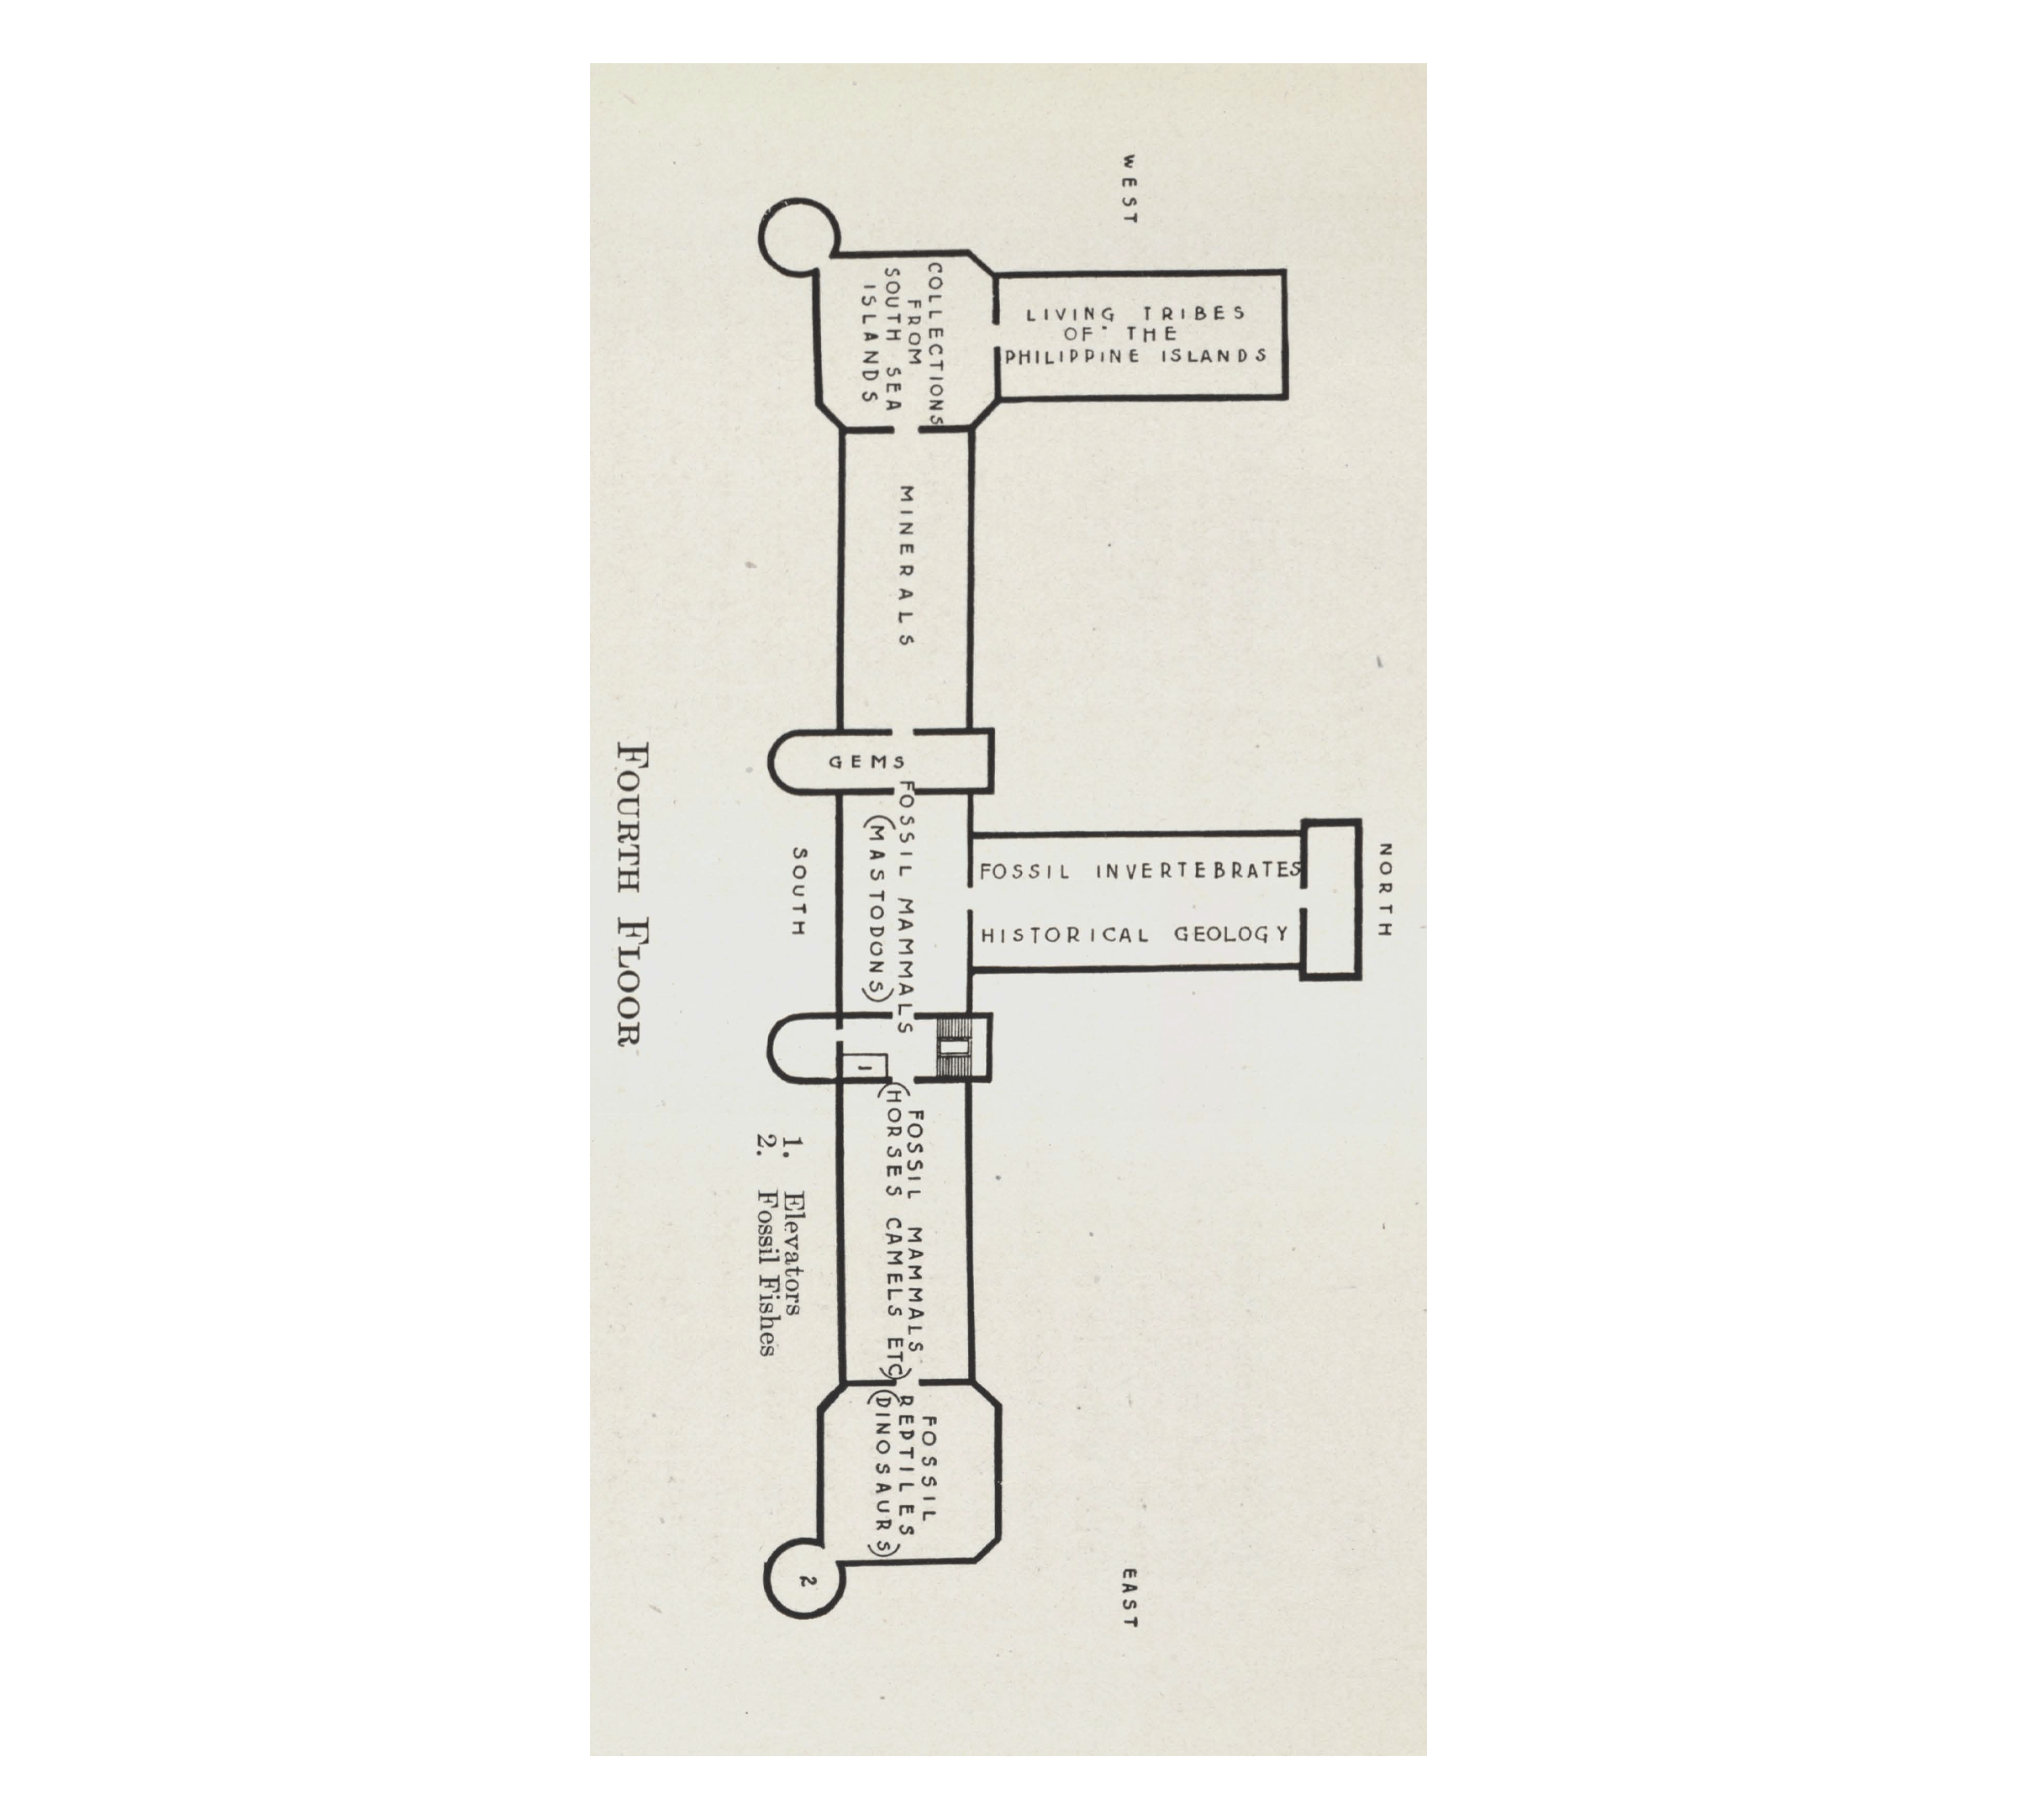 WEST
LIVING TRIBES
OF THE
PHILIPPINE ISLANDS
COLLECTIONS
FROM
SOUTH SEA
ISLANDS
MINERALS
GEMS
NORTH
FOSSIL INVERTEBRATES
HISTORICAL GEOLOGY
FOSSIL MAMMALS
(MASTODONS)
SOUTH
1
FOSSIL MAMMALS
(HORSES CAMELS ETC)
FOSSIL
REPTILES
(DINOSAURS)
2
EAST
1. Elevators
2. Fossil Fishes
FOURTH FLOOR